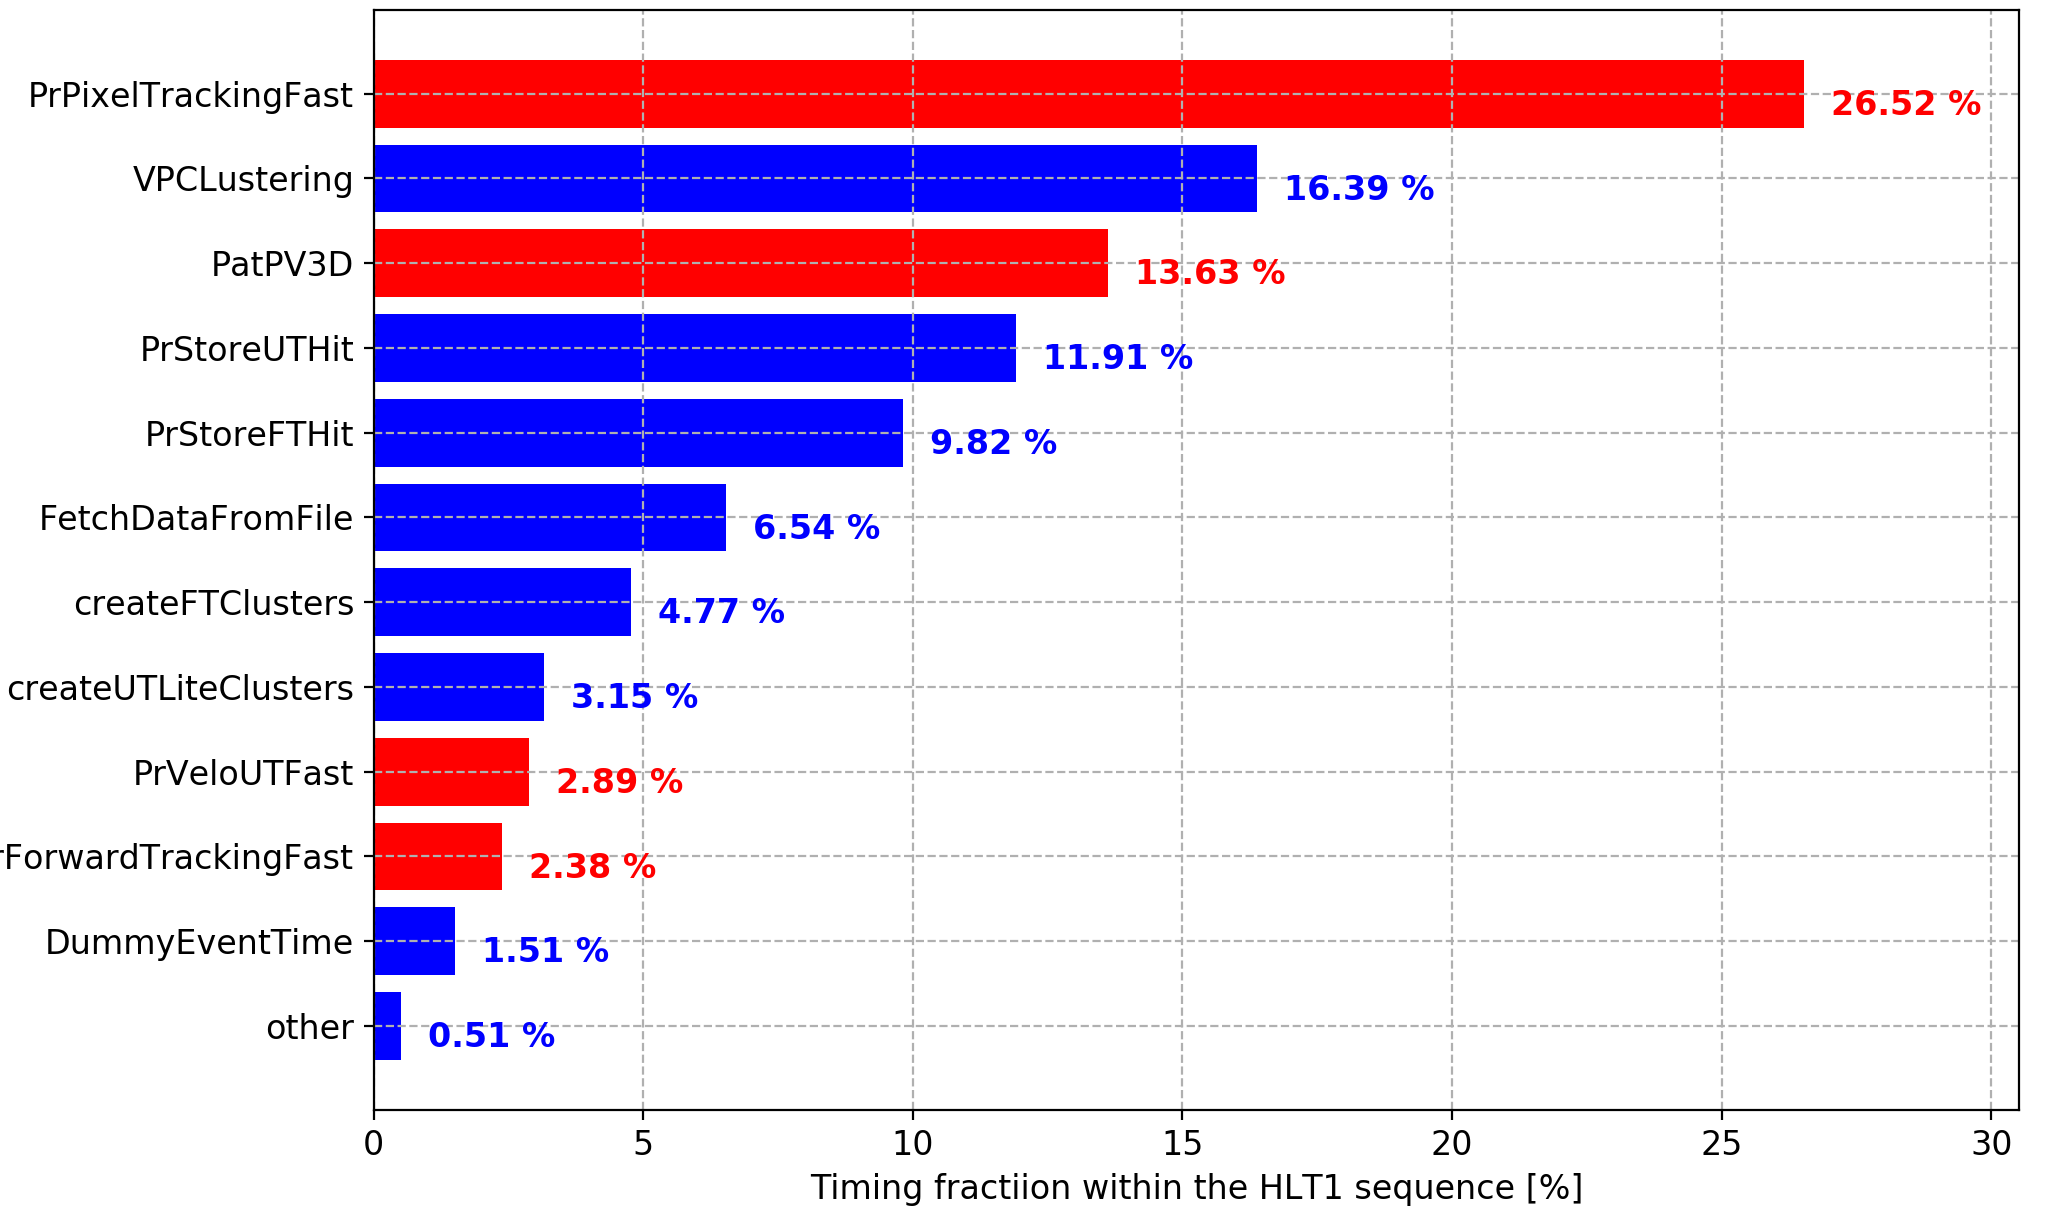 PrPixelTrackingFast
26.52 %
VPCLustering
16.39 %
PatPV3D
13.63 %
PrStoreUTHit
11.91 %
PrStoreFTHit
9.82 %
FetchDataFromFile
6.54 %
createFTClusters
4.77 %
createUTLiteClusters
3.15 %
PrVeloUTFast
2.89 %
rForwardTrackingFast
2.38 %
DummyEventTime
1.51 %
other
0.51 %
0 5 10 15 20 25 30
Timing fractiion within the HLT1 sequence [%]